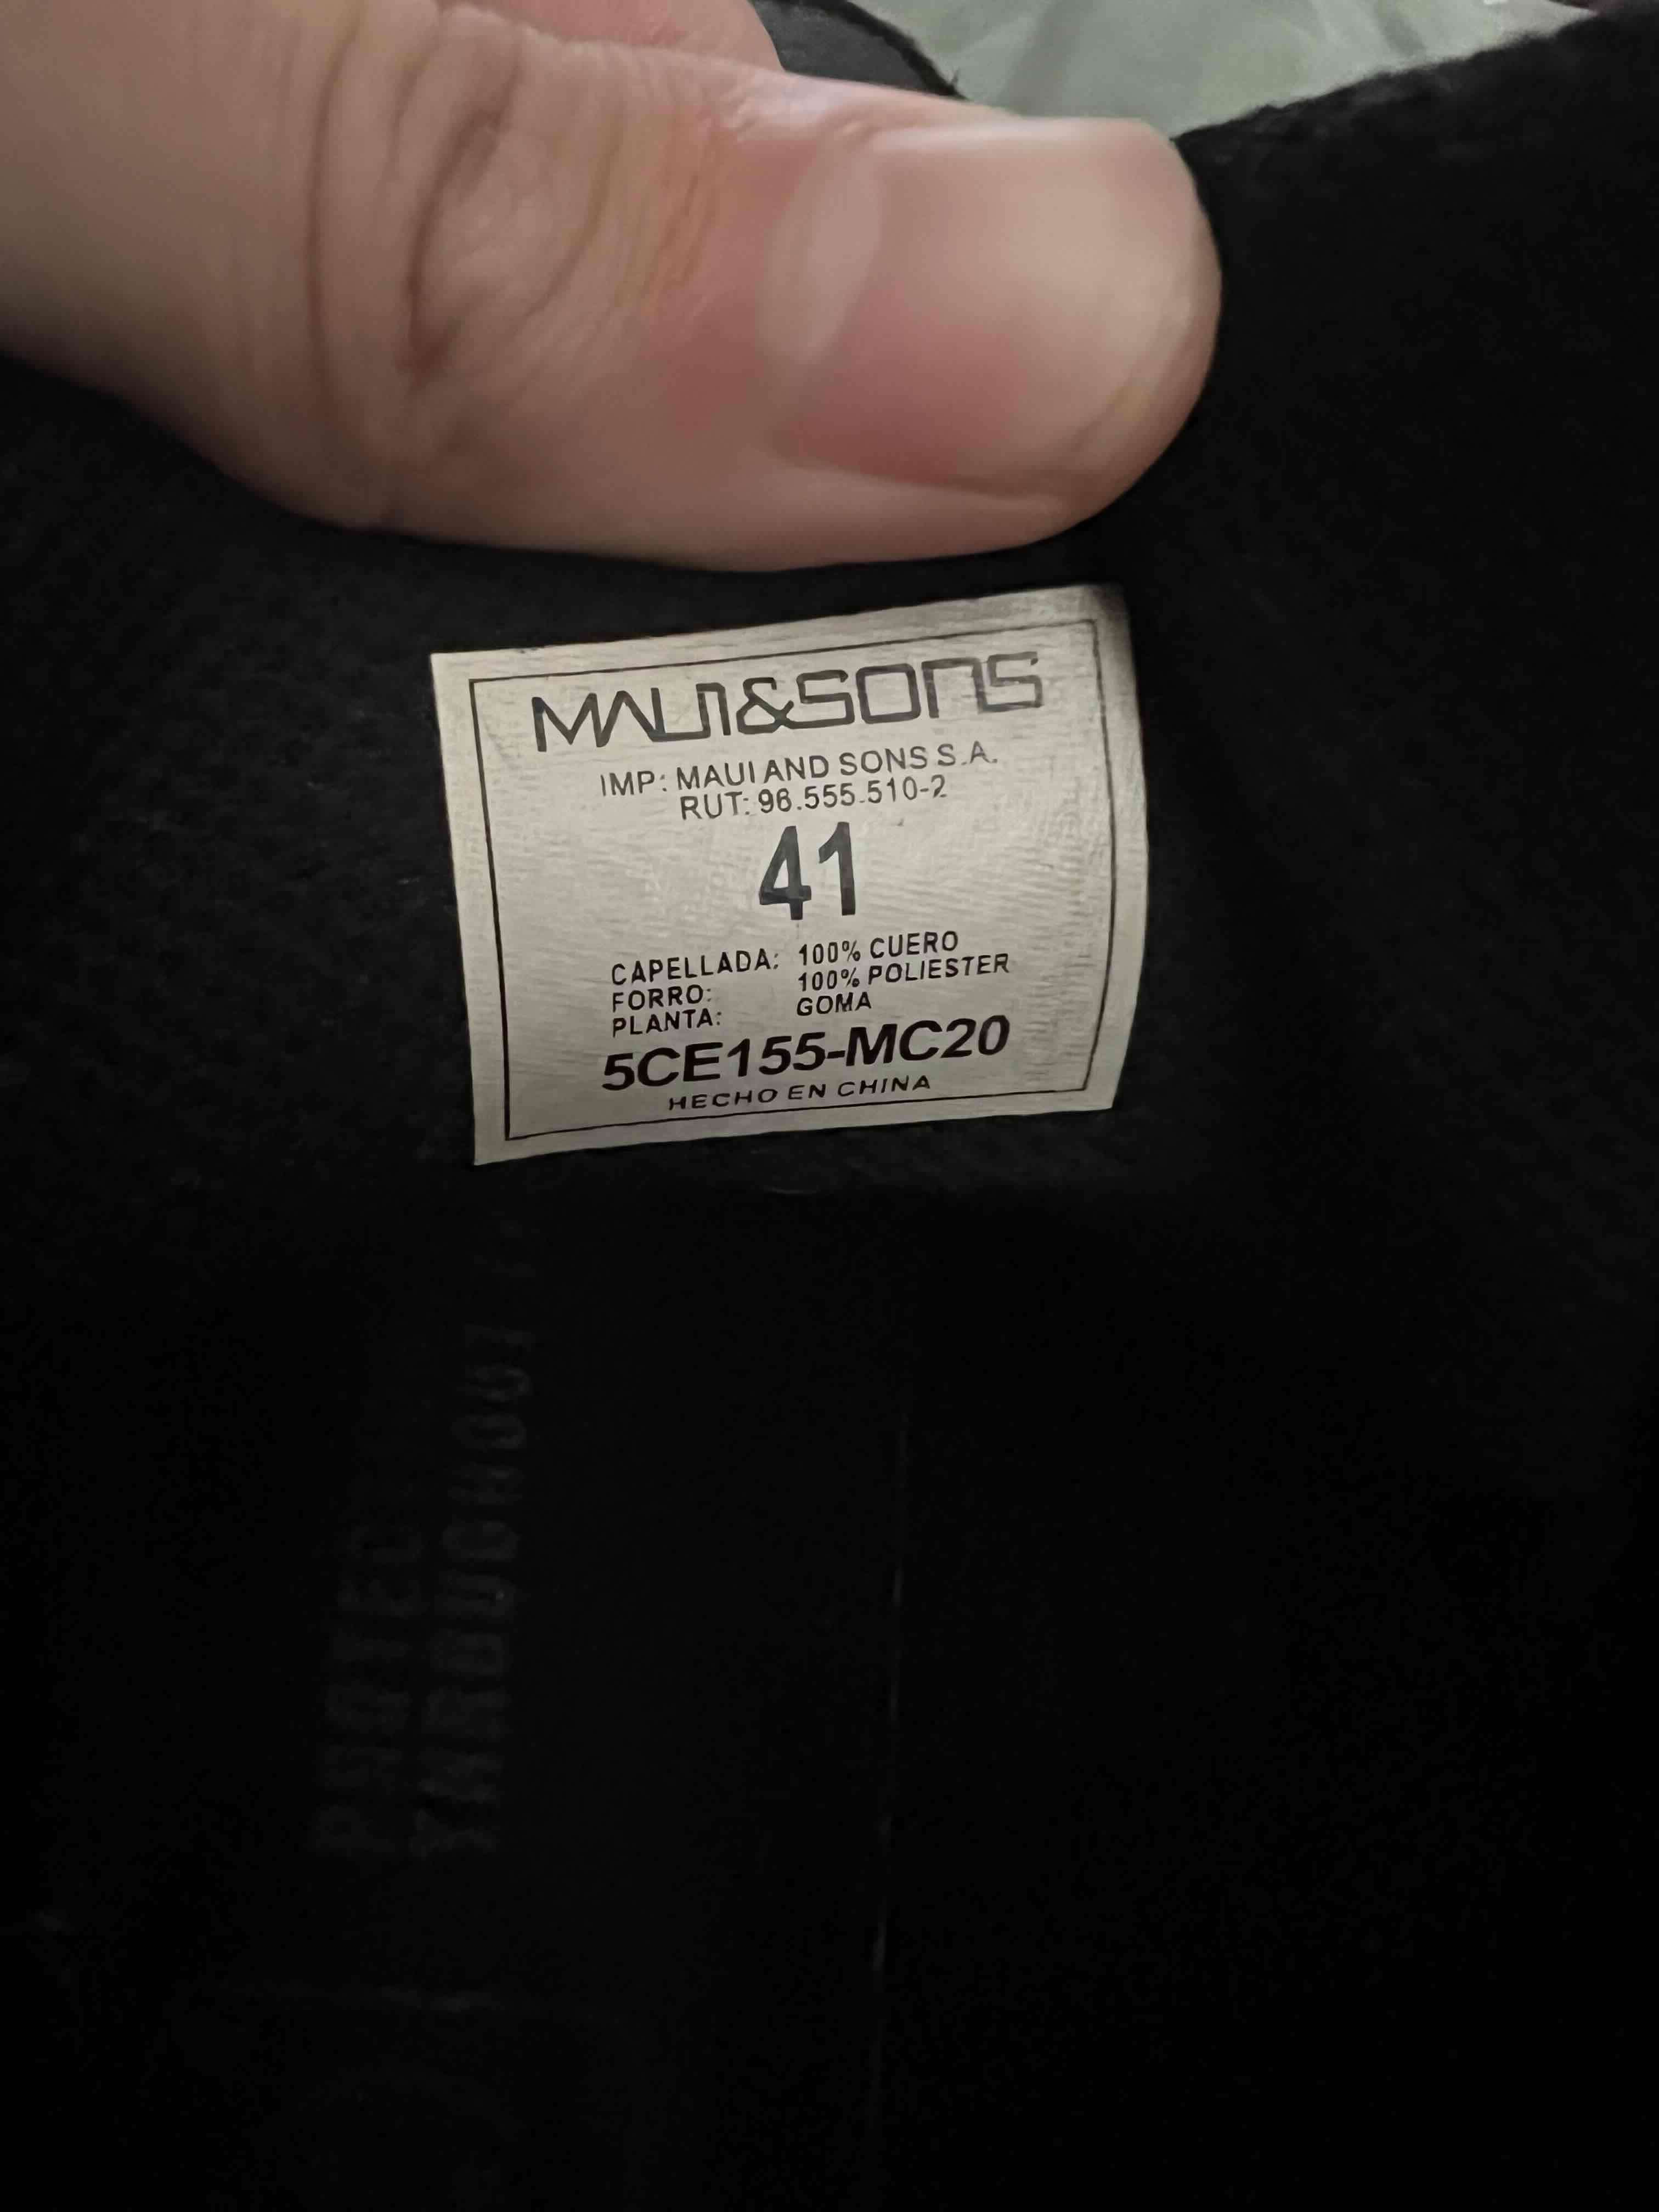 MAUI&SONS
IMP: MAUI AND SONS S.A.
RUT: 96.555.510-2
41
CAPELLADA: 100% CUERO
FORRO: 100% POLIESTER
PLANTA: GOMA
5CE155-MC20
HECHO EN CHINA